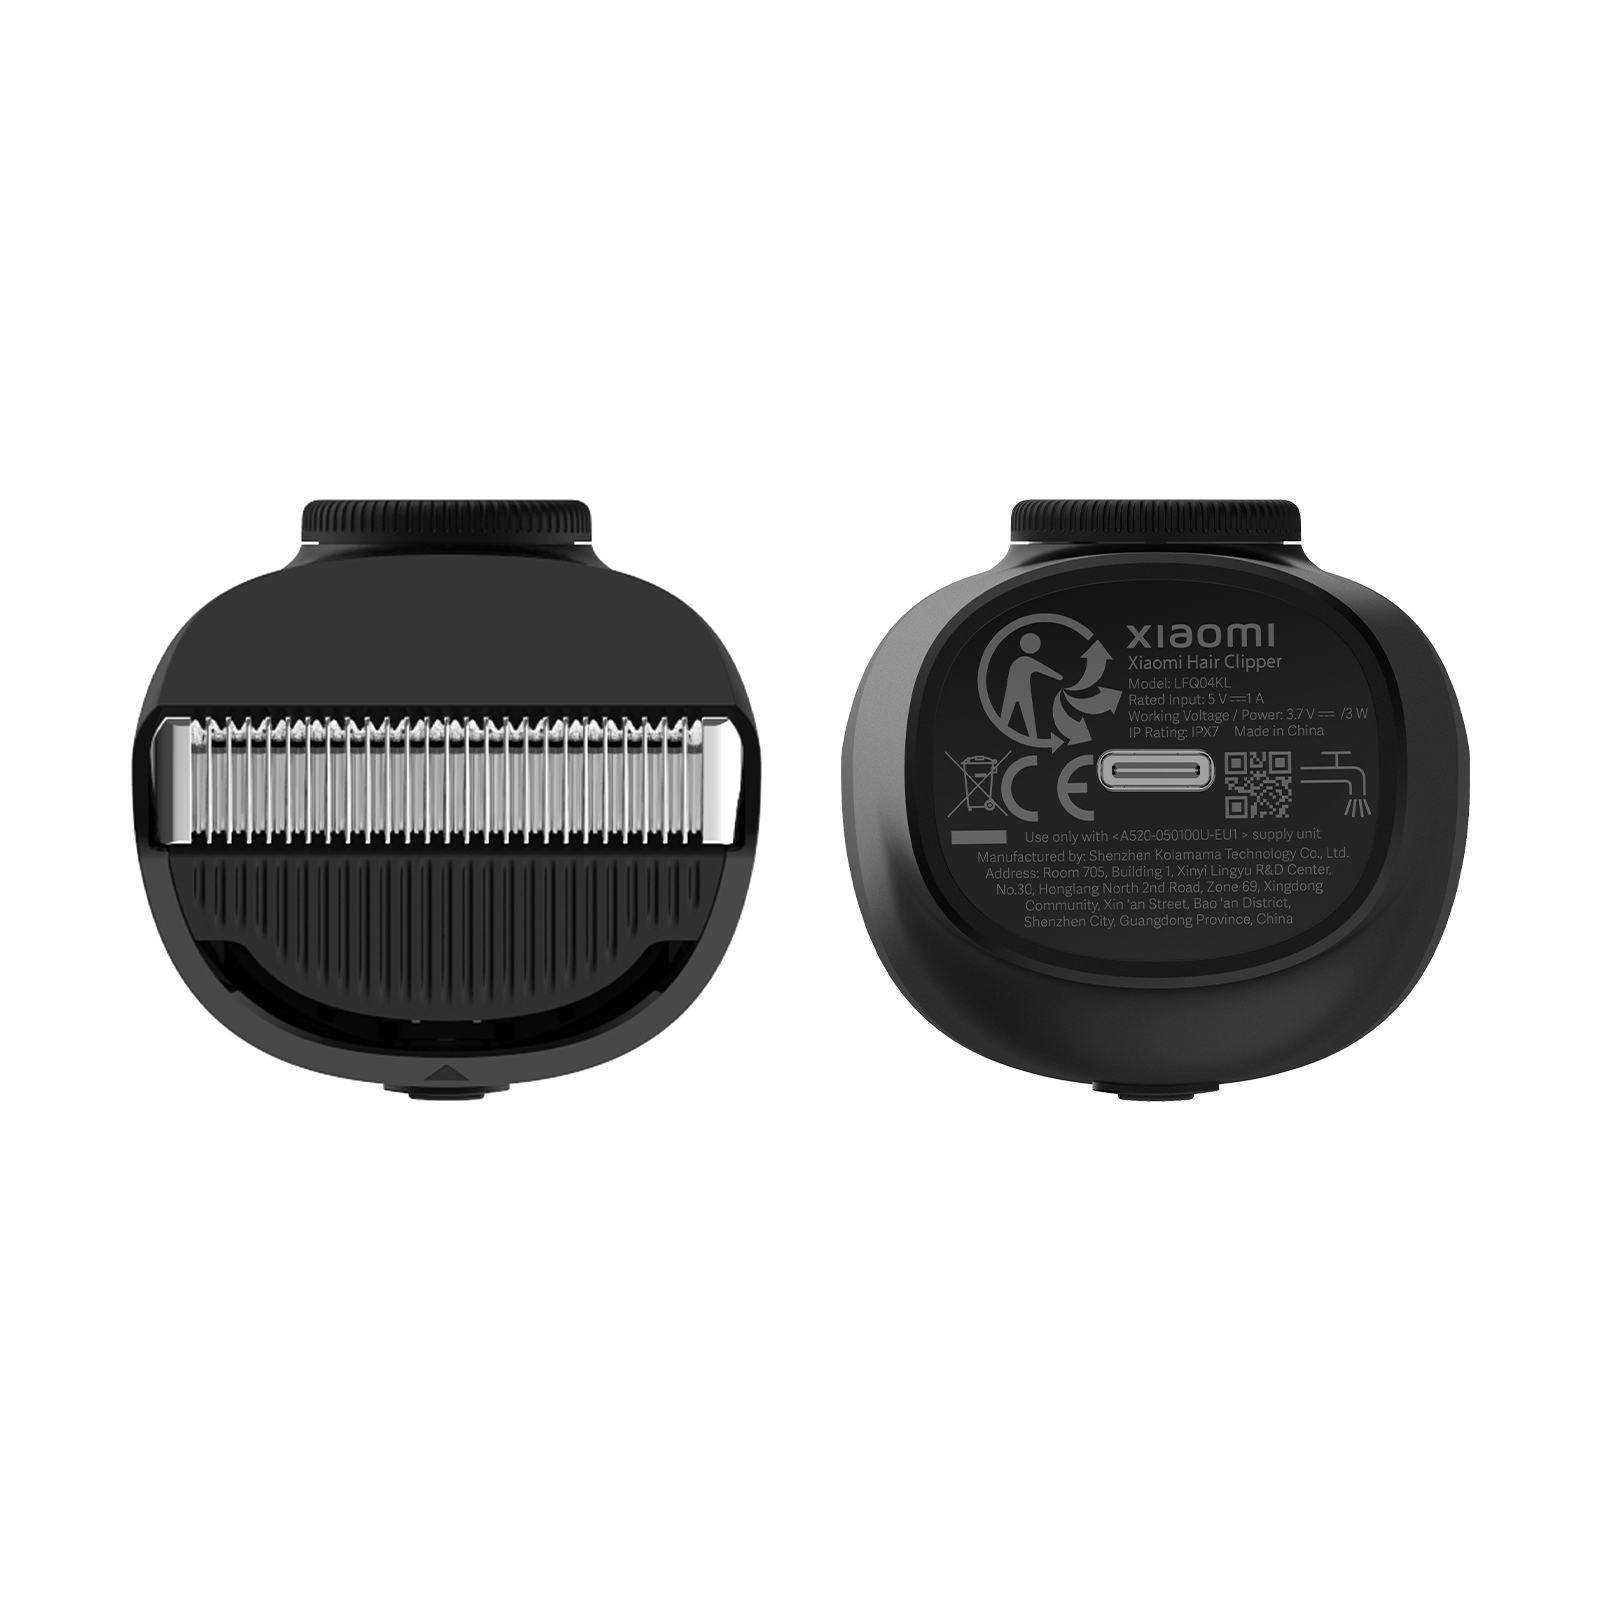 xiaomi
Xiaomi Hair Clipper
Model: LFQ04KL
Rated Input: 5 V⎓1 A
Working Voltage / Power: 3.7 V⎓ /3 W
IP Rating: IPX7 Made in China
CE
Use only with <A520-050100U-EU1 > supply unit
Manufactured by: Shenzhen Kolamama Technology Co., Ltd.
Address: Room 705, Building 1, Xinyi Lingyu R&D Center,
No.30, Honglang North 2nd Road, Zone 69, Xingdong
Community, Xin 'an Street, Bao 'an District,
Shenzhen City, Guangdong Province, China